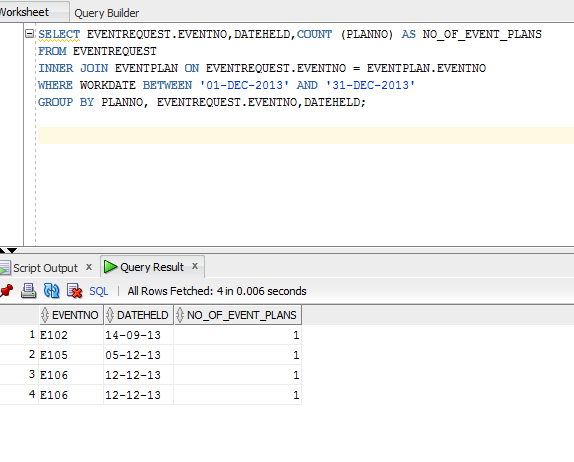 Worksheet Query Builder
SELECT EVENTREQUEST.EVENTNO,DATEHELD,COUNT (PLANNO) AS NO_OF_EVENT_PLANS
FROM EVENTREQUEST
INNER JOIN EVENTPLAN ON EVENTREQUEST.EVENTNO = EVENTPLAN.EVENTNO
WHERE WORKDATE BETWEEN '01-DEC-2013' AND '31-DEC-2013'
GROUP BY PLANNO, EVENTREQUEST.EVENTNO,DATEHELD;
Script Output x Query Result x
SQL All Rows Fetched: 4 in 0.006 seconds
EVENTNO DATEHELD NO_OF_EVENT_PLANS
1 E102 14-09-13 1
2 E105 05-12-13 1
3 E106 12-12-13 1
4 E106 12-12-13 1